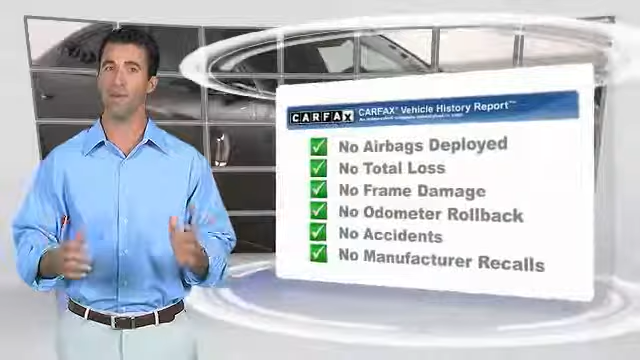 CARFAX CARFAX® Vehicle History Report™
No Airbags Deployed
No Total Loss
No Frame Damage
No Odometer Rollback
No Accidents
No Manufacturer Recalls